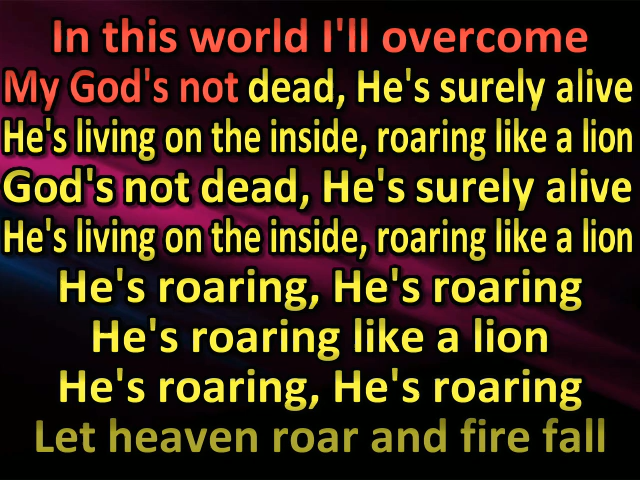 In this world I'll overcome
My God's not dead, He's surely alive
He's living on the inside, roaring like a lion
God's not dead, He's surely alive
He's living on the inside, roaring like a lion
He's roaring, He's roaring
He's roaring like a lion
He's roaring, He's roaring
Let heaven roar and fire fall